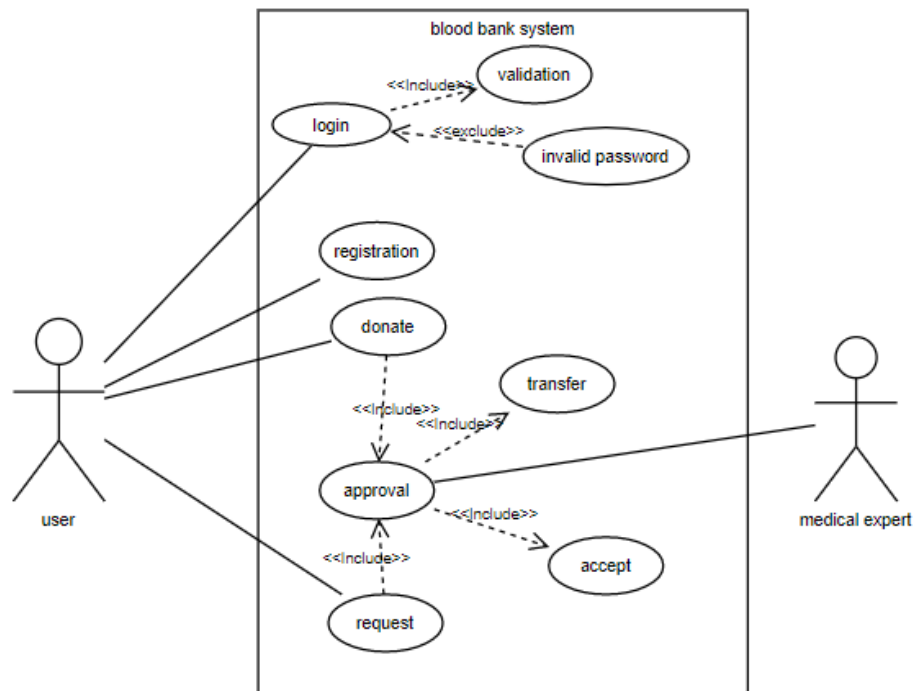 blood bank system
validation
<<Include>>
login
<<exclude>>
invalid password
registration
donate
transfer
<<Include>>
<<Include>>
approval
<<Include>>
user
medical expert
<<Include>>
accept
request